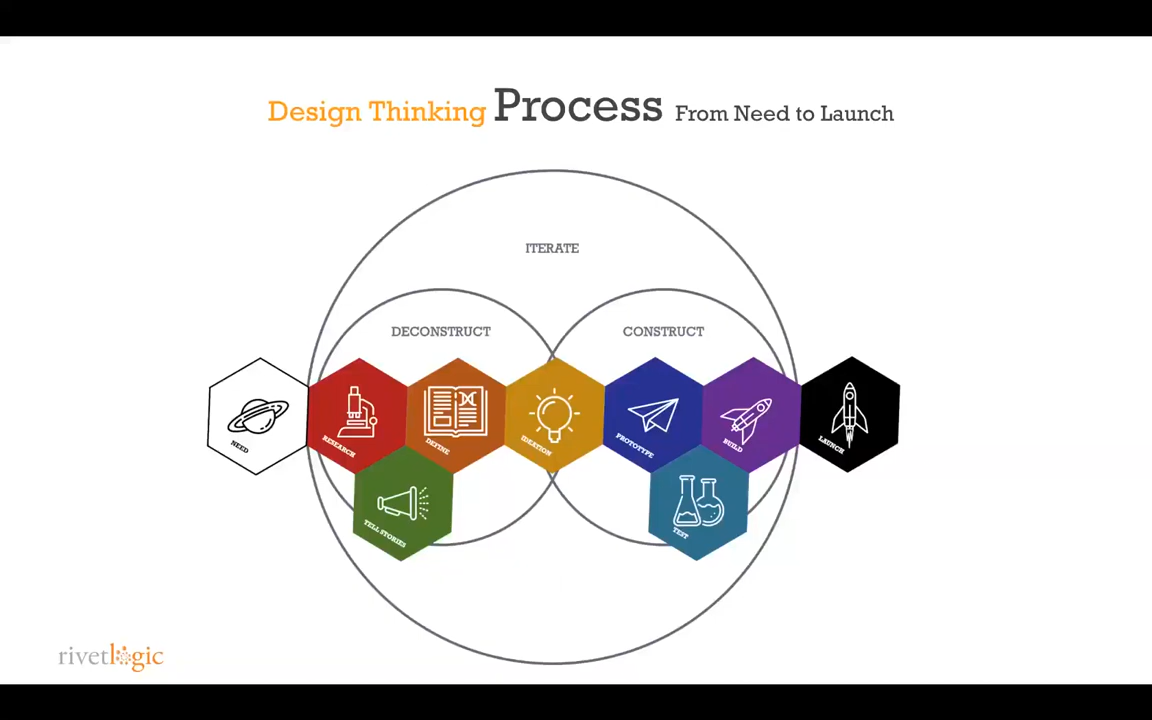 Design Thinking Process From Need to Launch
ITERATE
DECONSTRUCT
CONSTRUCT
NEED
RESEARCH
DEFINE
IDEATION
PROTOTYPE
BUILD
LAUNCH
TELL STORIES
TEST
rivetlogic